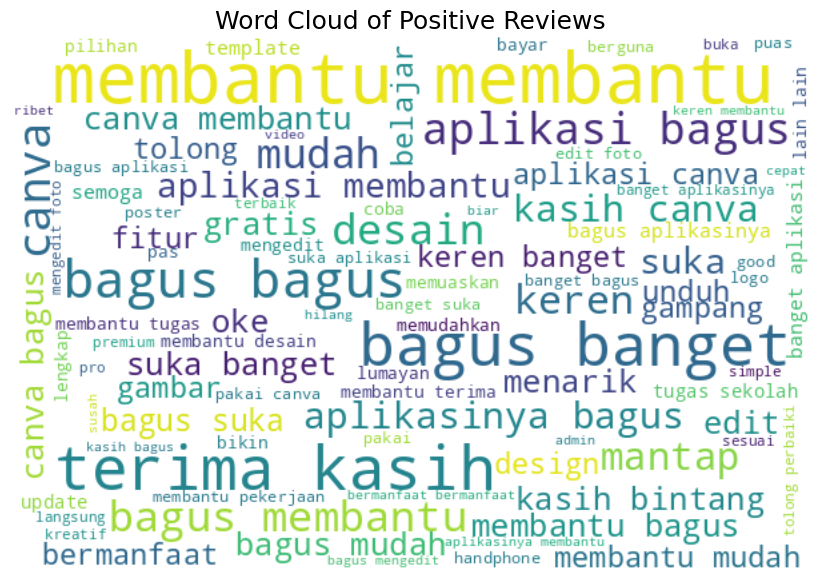 Word Cloud of Positive Reviews
pilihan
template
bayar
berguna
buka
puas
membantu membantu
belajar
lain lain
ribet
canva membantu
video
aplikasi bagus
keren membantu
canva
tolong
mudah
edit foto
bagus aplikasi
aplikasi canva
cepat
semoga
aplikasi membantu
banget aplikasinya
mengedit foto
terbaik
coba
biar
kasih canva
banget aplikasi
poster
gratis
desain
fitur
bagus aplikasinya
pas
mengedit
suka aplikasi
keren banget
suka
good
bagus bagus
memuaskan
banget bagus
logo
unduh
keren
gampang
canva bagus
banget suka
hilang
membantu tugas
oke
memudahkan
bagus banget
premium
membantu desain
lengkap
pro
suka banget
lumayan
menarik
simple
gambar
pakai canva
membantu terima
tugas sekolah
susah
bagus suka
aplikasinya bagus
edit
sesuai
kasih bagus
bikin
pakai
admin
tolong perbaiki
terima kasih
design
mantap
update
membantu pekerjaan
bermanfaat bermanfaat
kasih bintang
langsung
bagus membantu
membantu bagus
kreatif
bermanfaat
bagus mudah
aplikasinya membantu
bagus mengedit
handphone
membantu mudah